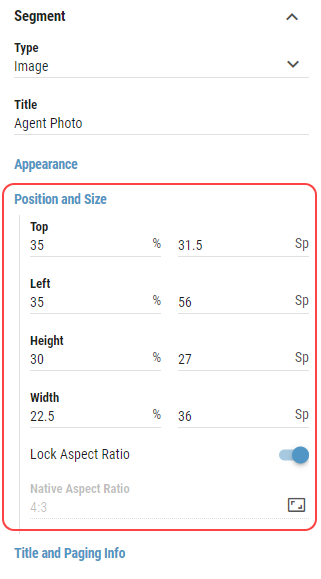 Segment
Type
Image
Title
Agent Photo
Appearance
Position and Size
Top
35 % 31.5 Sp
Left
35 % 56 Sp
Height
30 % 27 Sp
Width
22.5 % 36 Sp
Lock Aspect Ratio
Native Aspect Ratio
4:3
Title and Paging Info